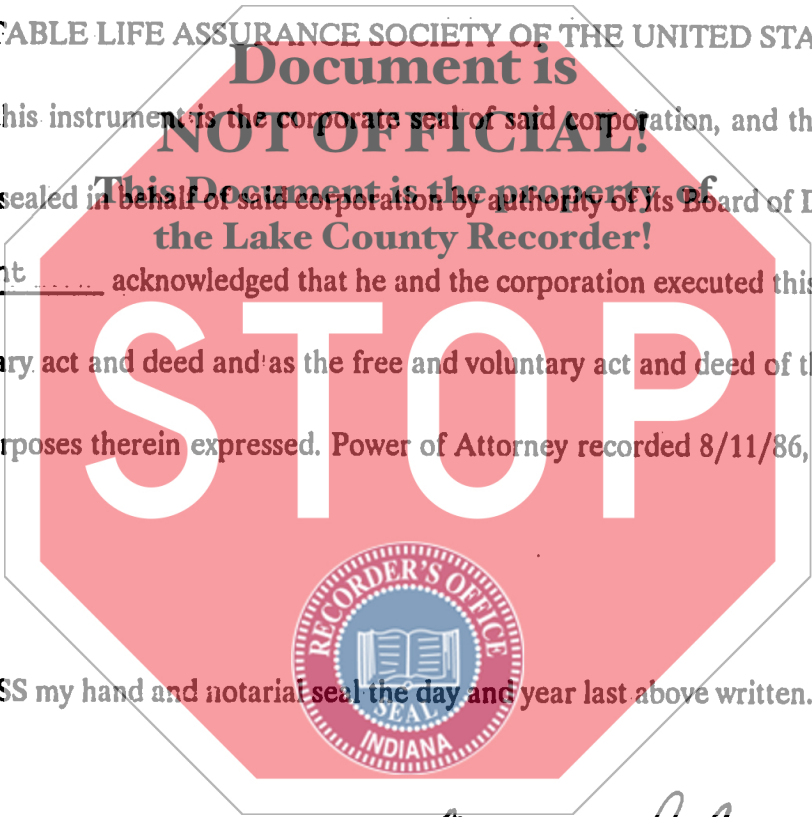 TABLE LIFE ASSURANCE SOCIETY OF THE UNITED STA
Document is
his instrument is the corporate seal of said corporation, and th
NOT OFFICIAL!
sealed in behalf of said corporation by authority of its Board of D
This Document is the property of
the Lake County Recorder!
nt acknowledged that he and the corporation executed this
ry act and deed and as the free and voluntary act and deed of th
rposes therein expressed. Power of Attorney recorded 8/11/86,
STOP
RECORDER'S OFFICE
SEAL
INDIANA
SS my hand and notarial seal the day and year last above written.